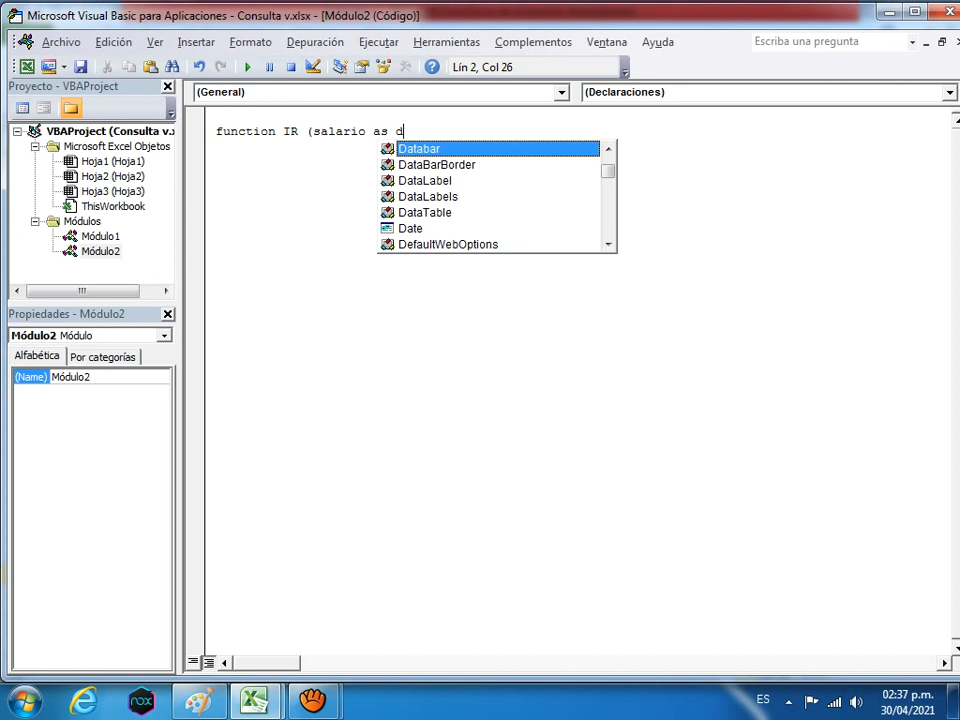 Microsoft Visual Basic para Aplicaciones - Consulta v.xlsx - [Módulo2 (Código)]
Archivo Edición Ver Insertar Formato Depuración Ejecutar Herramientas Complementos Ventana Ayuda Escriba una pregunta
Lín 2, Col 26
Proyecto - VBAProject
(General) (Declaraciones)
VBAProject (Consulta v.x
Microsoft Excel Objetos
Hoja1 (Hoja1)
Hoja2 (Hoja2)
Hoja3 (Hoja3)
ThisWorkbook
Módulos
Módulo1
Módulo2
function IR (salario as d
Databar
DataBarBorder
DataLabel
DataLabels
DataTable
Date
DefaultWebOptions
Propiedades - Módulo2
Módulo2 Módulo
Alfabética Por categorías
(Name) Módulo2
nox
ES
02:37 p.m.
30/04/2021